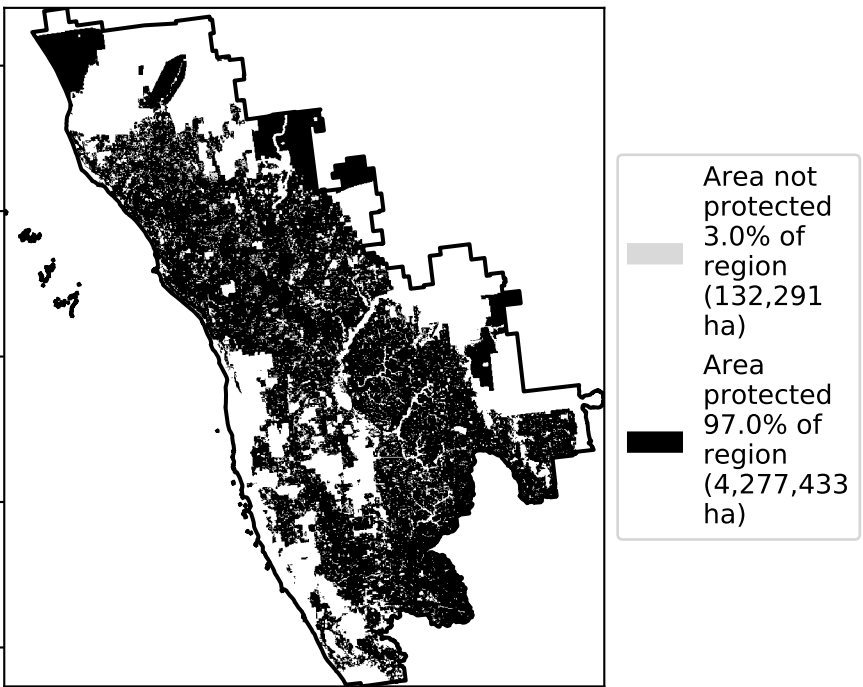 Area not
protected
3.0% of
region
(132,291
ha)
Area
protected
97.0% of
region
(4,277,433
ha)